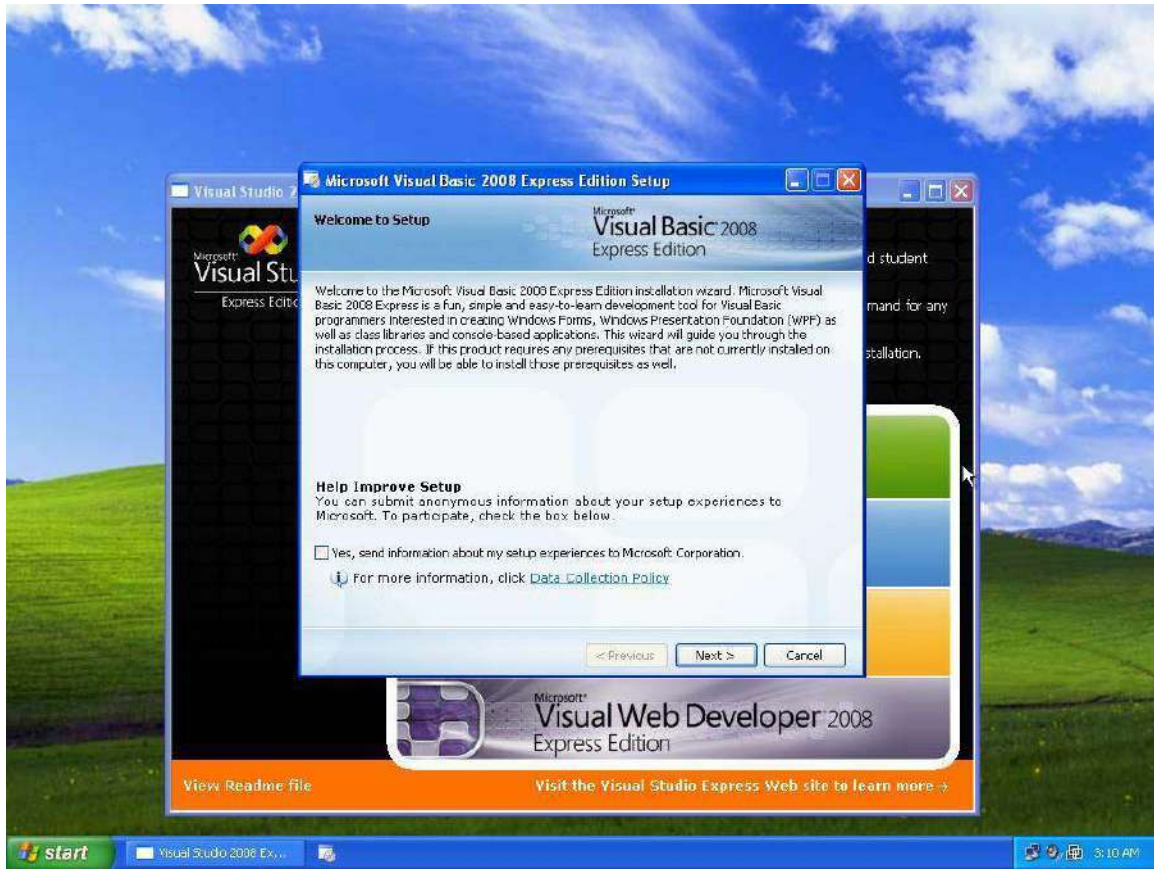 Visual Studio 2
Microsoft Visual Basic 2008 Express Edition Setup
Welcome to Setup
Microsoft
Visual Basic 2008
Express Edition
Microsoft
Visual Stu
Express Editio
d student
mand for any
stallation.
Welcome to the Microsoft Visual Basic 2008 Express Edition installation wizard. Microsoft Visual
Basic 2008 Express is a fun, simple and easy-to-learn development tool for Visual Basic
programmers interested in creating Windows Forms, Windows Presentation Foundation (WPF) as
well as class libraries and console-based applications. This wizard will guide you through the
installation process. If this product requires any prerequisites that are not currently installed on
this computer, you will be able to install those prerequisites as well.
Help Improve Setup
You can submit anonymous information about your setup experiences to
Microsoft. To participate, check the box below.
Yes, send information about my setup experiences to Microsoft Corporation.
For more information, click Data Collection Policy
< Previous Next > Cancel
Microsoft
Visual Web Developer 2008
Express Edition
View Readme file Visit the Visual Studio Express Web site to learn more →
start Visual Studio 2008 Ex... 3:10 AM